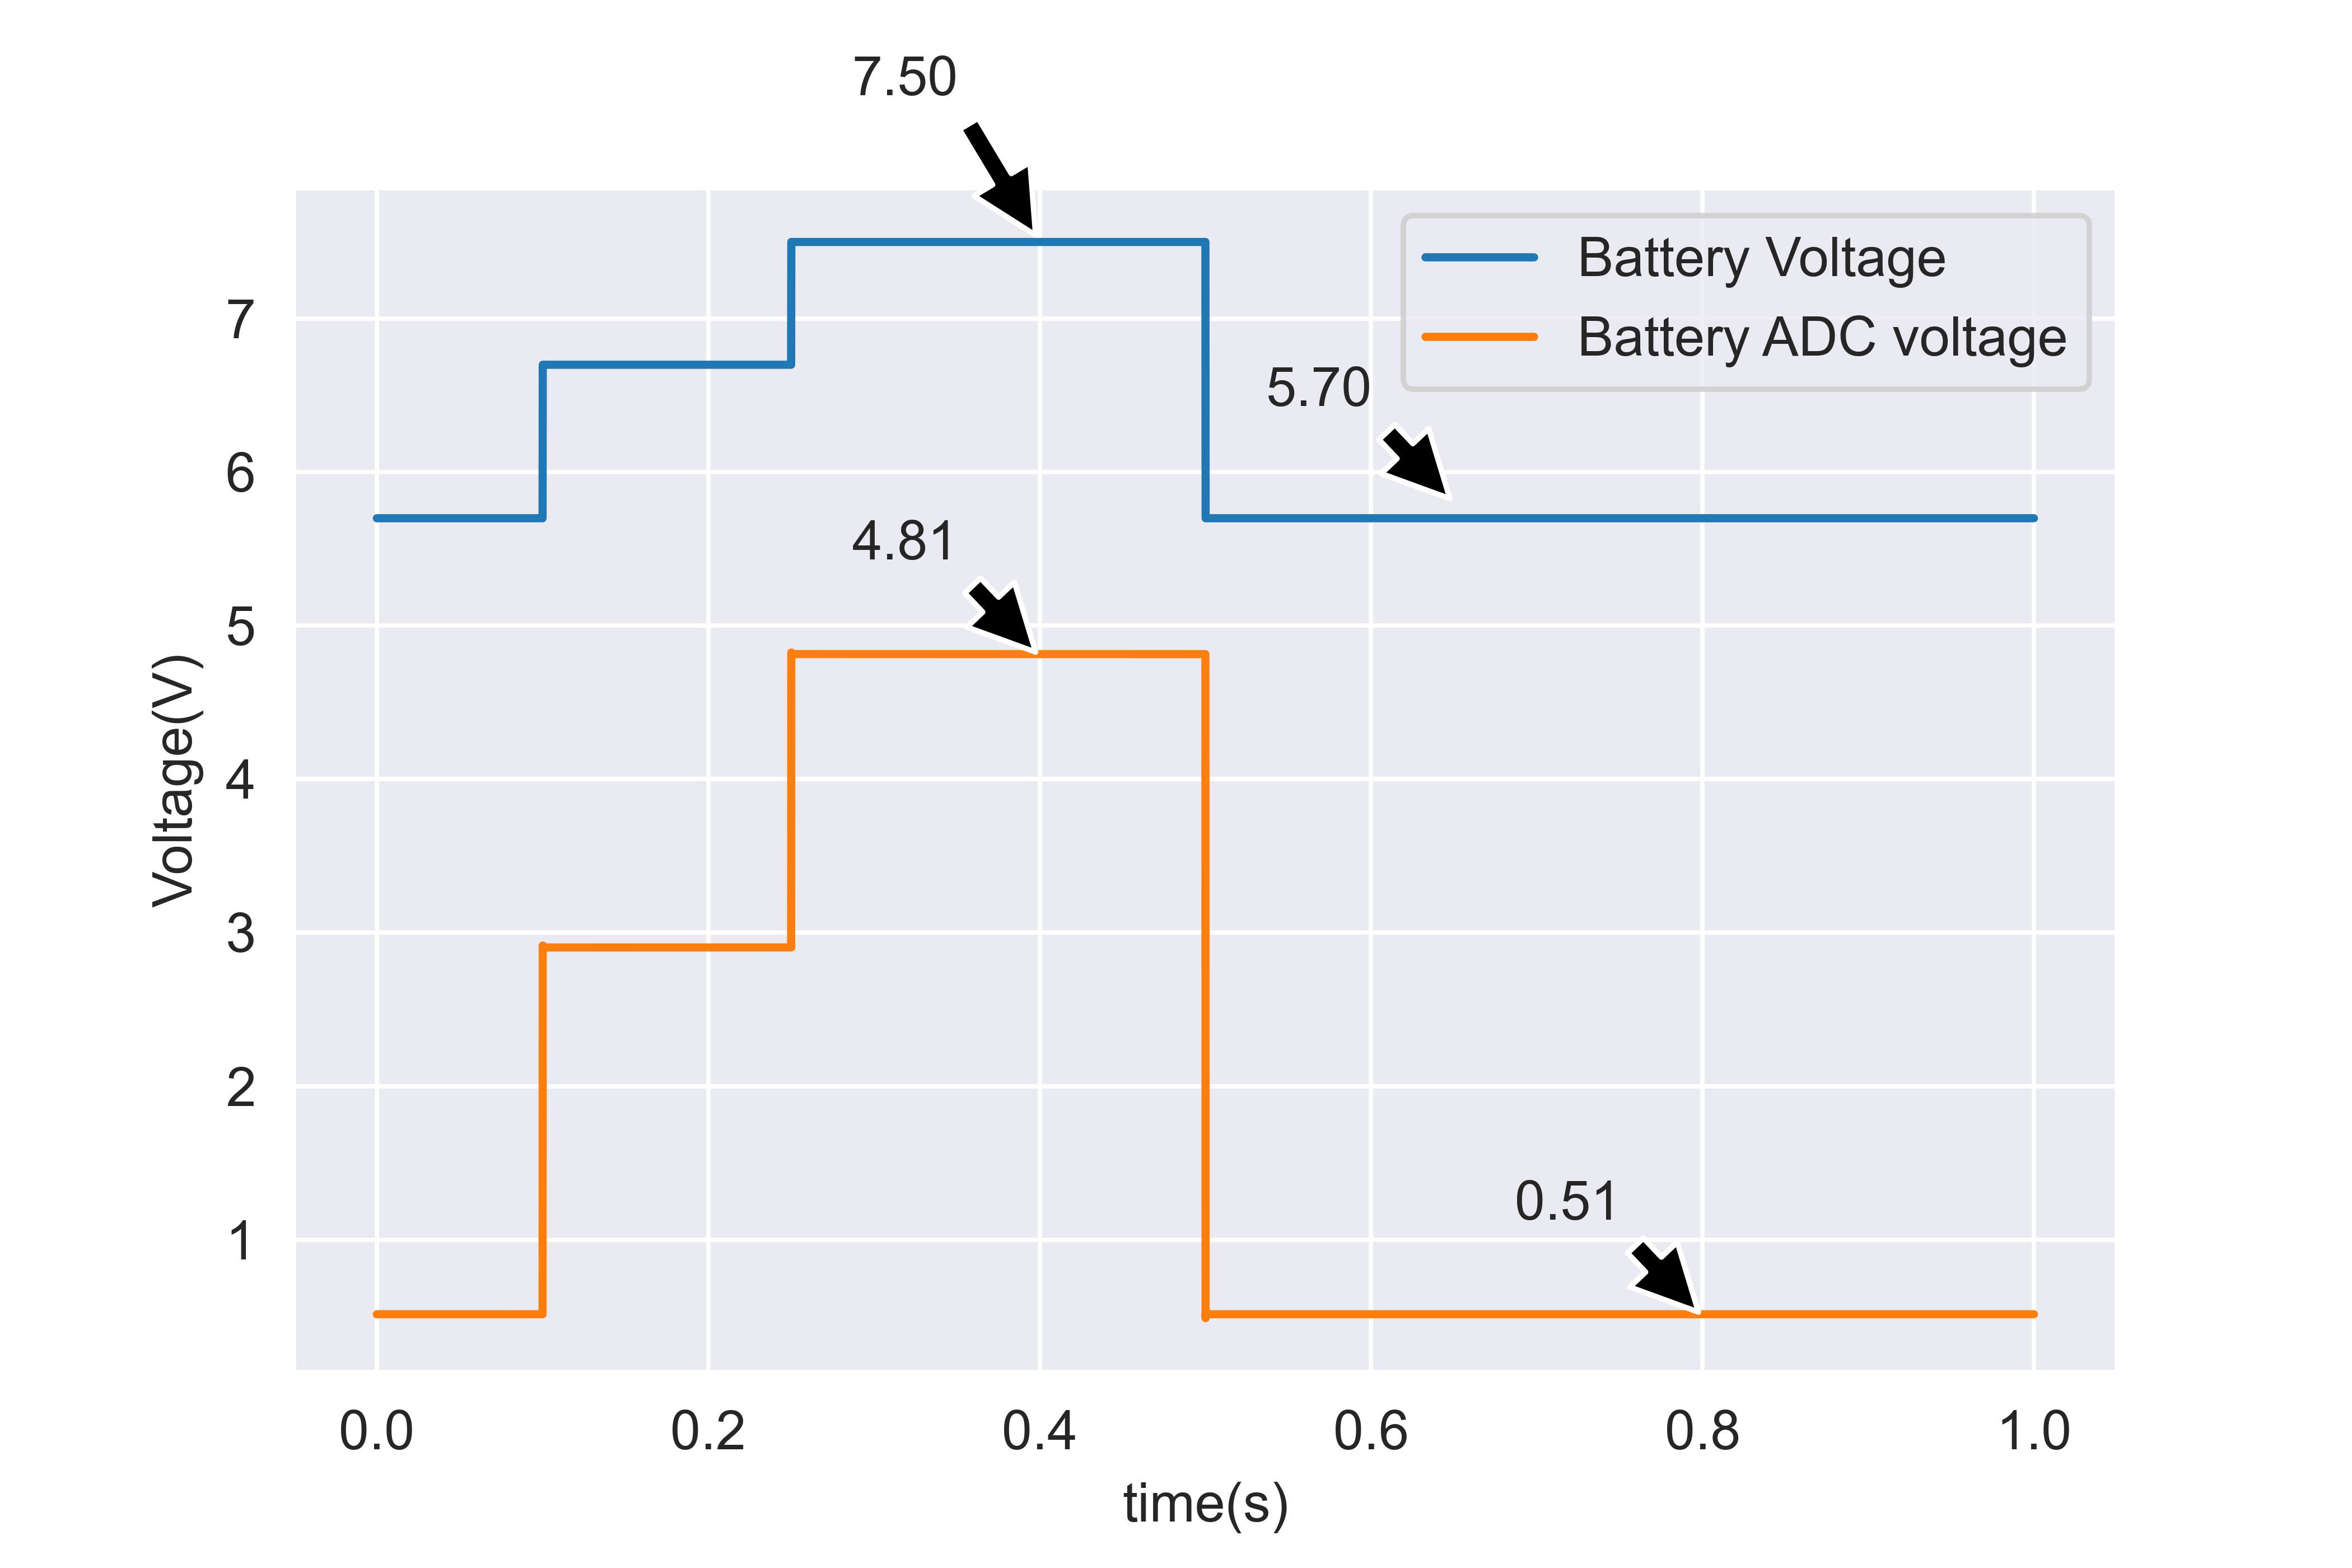 7.50
Battery Voltage
Battery ADC voltage
5.70
4.81
0.51
7
6
5
4
3
2
1
Voltage(V)
0.0 0.2 0.4 0.6 0.8 1.0
time(s)